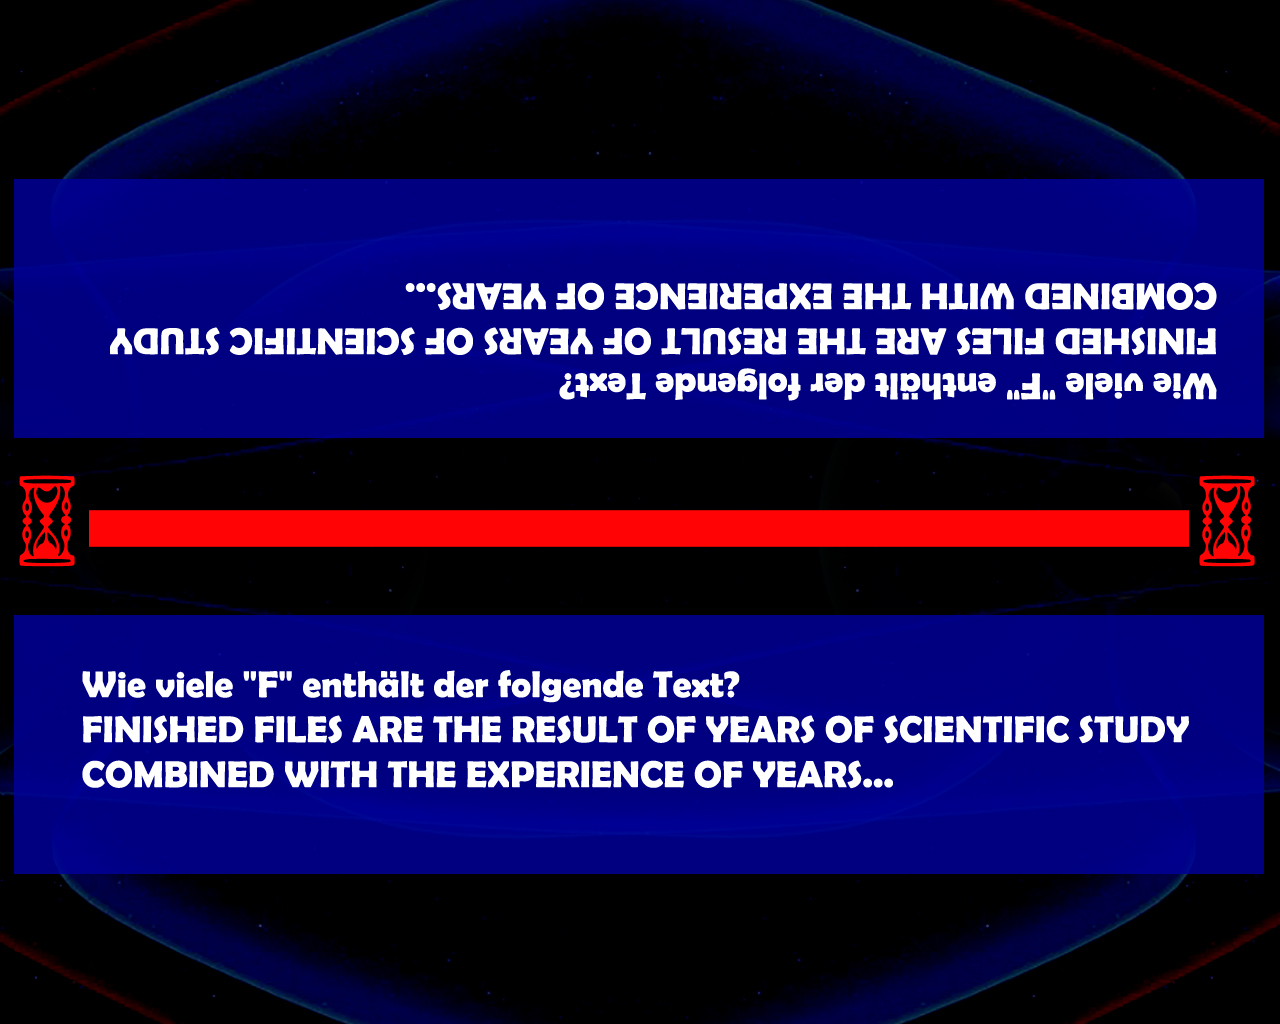 COMBINED WITH THE EXPERIENCE OF YEARS...
FINISHED FILES ARE THE RESULT OF YEARS OF SCIENTIFIC STUDY
Wie viele "F" enthält der folgende Text?
Wie viele "F" enthält der folgende Text?
FINISHED FILES ARE THE RESULT OF YEARS OF SCIENTIFIC STUDY
COMBINED WITH THE EXPERIENCE OF YEARS...